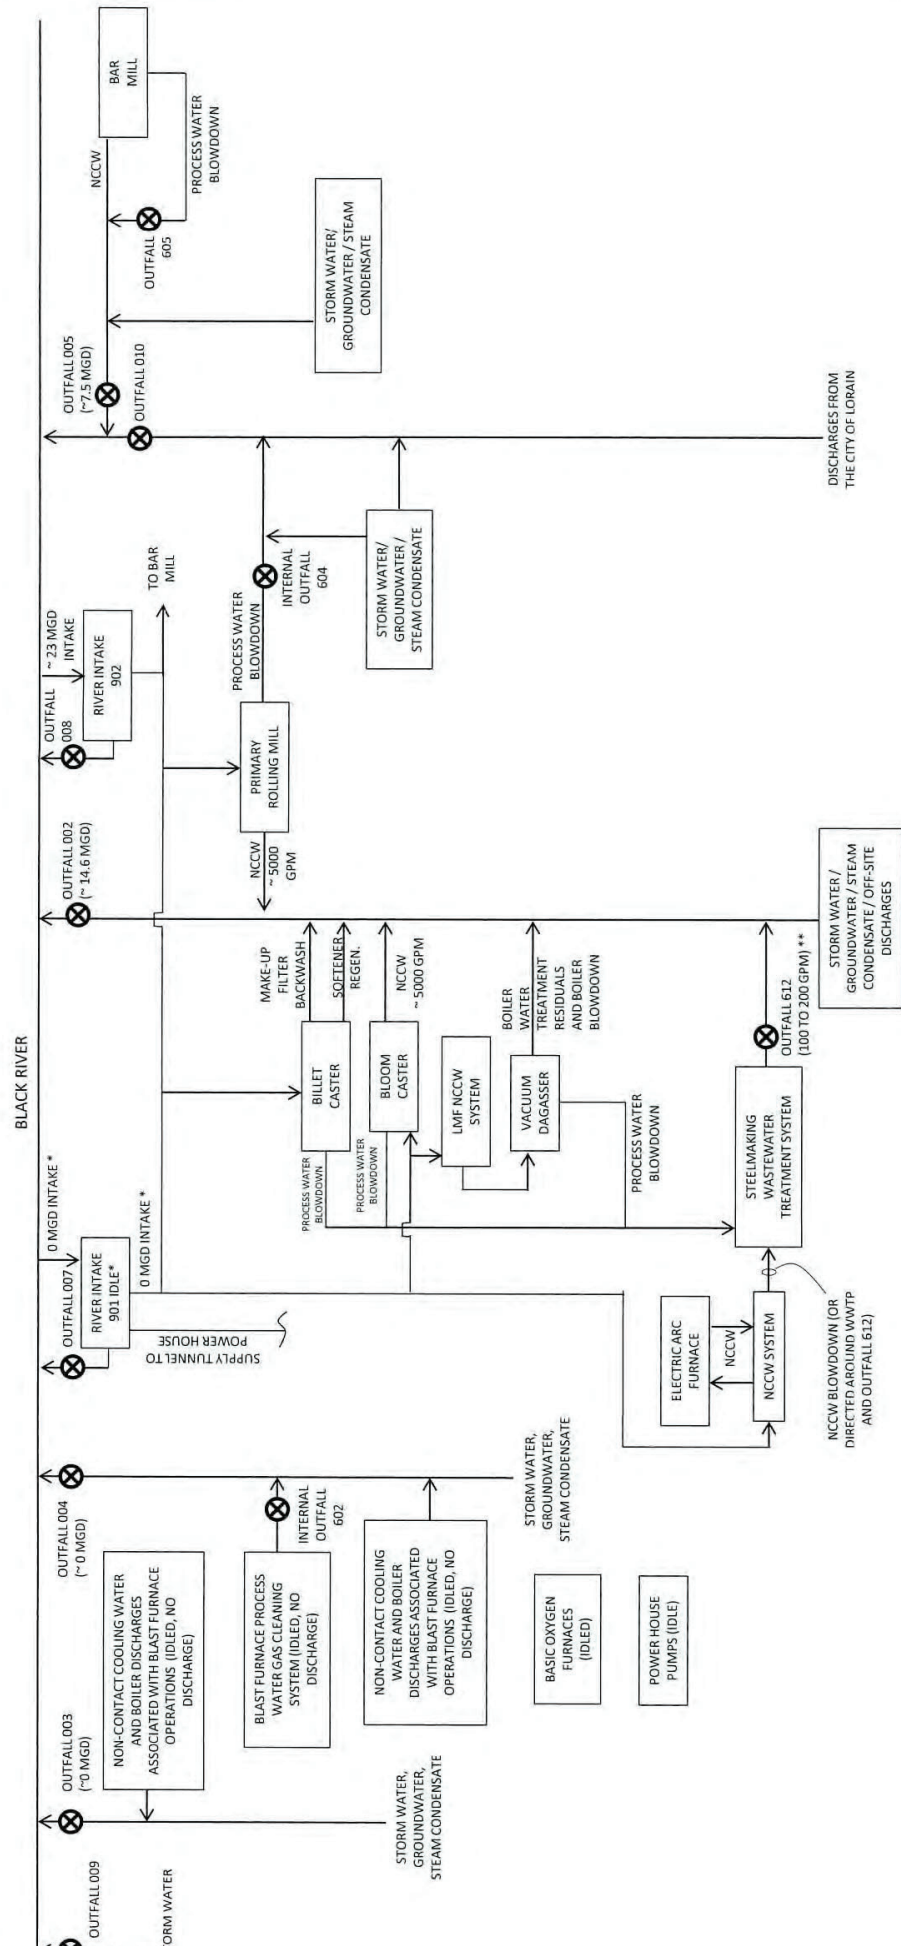 BLACK RIVER
OUTFALL 009
OUTFALL 003
(~0 MGD)
NON-CONTACT COOLING WATER
AND BOILER DISCHARGES
ASSOCIATED WITH BLAST FURNACE
OPERATIONS (IDLED, NO
DISCHARGE)
STORM WATER,
GROUNDWATER,
STEAM CONDENSATE
OUTFALL 004
(~ 0 MGD)
BLAST FURNACE PROCESS
WATER GAS CLEANING
SYSTEM (IDLED, NO
DISCHARGE)
INTERNAL
OUTFALL
602
NON-CONTACT COOLING
WATER AND BOILER
DISCHARGES ASSOCIATED
WITH BLAST FURNACE
OPERATIONS (IDLED, NO
DISCHARGE)
STORM WATER,
GROUNDWATER,
STEAM CONDENSATE
BASIC OXYGEN
FURNACES
(IDLED)
POWER HOUSE
PUMPS (IDLE)
OUTFALL 007
0 MGD INTAKE *
RIVER INTAKE
901 IDLE*
0 MGD INTAKE *
SUPPLY TUNNEL TO
POWER HOUSE
ELECTRIC ARC
FURNACE
NCCW
NCCW SYSTEM
NCCW BLOWDOWN (OR
DIRECTED AROUND WWTP
AND OUTFALL 612)
BILLET
CASTER
PROCESS WATER
BLOWDOWN
MAKE-UP
FILTER
BACKWASH
SOFTENER
REGEN.
BLOOM
CASTER
PROCESS WATER
BLOWDOWN
NCCW
~ 5000 GPM
LMF NCCW
SYSTEM
VACUUM
DAGASSER
BOILER
WATER
TREATMENT
RESIDUALS
AND BOILER
BLOWDOWN
PROCESS WATER
BLOWDOWN
STEELMAKING
WASTEWATER
TREATMENT SYSTEM
OUTFALL 612
(100 TO 200 GPM) **
OUTFALL 002
(~ 14.6 MGD)
STORM WATER /
GROUNDWATER / STEAM
CONDENSATE / OFF-SITE
DISCHARGES
OUTFALL
008
~ 23 MGD
INTAKE
RIVER INTAKE
902
TO BAR
MILL
PRIMARY
ROLLING MILL
NCCW
~ 5000
GPM
PROCESS WATER
BLOWDOWN
INTERNAL
OUTFALL
604
STORM WATER/
GROUNDWATER /
STEAM CONDENSATE
OUTFALL 005
(~7.5 MGD)
OUTFALL 010
DISCHARGES FROM
THE CITY OF LORAIN
STORM WATER/
GROUNDWATER / STEAM
CONDENSATE
OUTFALL
605
NCCW
PROCESS WATER
BLOWDOWN
BAR
MILL
WATER